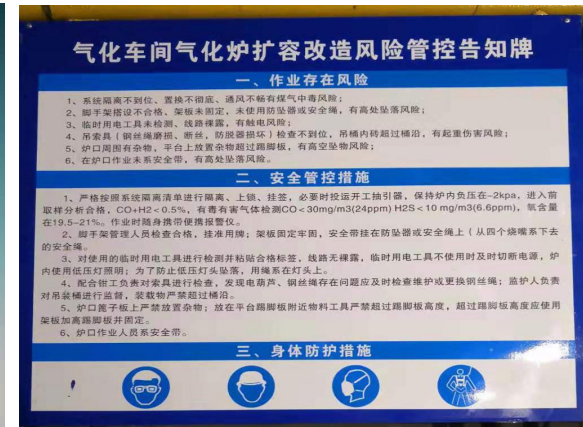 气化车间气化炉扩容改造风险管控告知牌
一、作业存在风险
1、系统隔离不到位、置换不彻底、通风不畅有煤气中毒风险；
2、脚手架搭设不合格、架板未固定，未使用防坠器或安全绳，有高处坠落风险；
3、临时用电工具未检测、线路裸露，有触电风险；
4、吊索具（钢丝绳磨损、断丝，防脱器损坏）检查不到位，吊桶内砖超过桶沿，有起重伤害风险；
5、炉口周围有杂物，平台上放置杂物超过踢脚板，有高空坠物风险；
6、在炉口作业未系安全带，有高处坠落风险。
二、安全管控措施
1、严格按照系统隔离清单进行隔离、上锁、挂签，必要时投运开工抽引器，保持炉内负压在-2kpa，进入前
取样分析合格，CO+H2＜0.5%，有毒有害气体检测CO＜30mg/m3(24ppm) H2S＜10 mg/m3(6.6ppm)，氧含量
在19.5-21%。作业时随身携带便携报警仪。
2、脚手架管理人员检查合格，挂准用牌；架板固定牢固，安全带挂在防坠器或安全绳上（从四个烧嘴系下去
的安全绳。
3、对使用的临时用电工具进行检测并粘贴合格标签，线路无裸露，临时用电工具不使用时及时切断电源，炉
内使用低压灯照明；为了防止低压灯头坠落，用绳系在灯头上。
4、配合钳工负责对索具进行检查，发现电葫芦、钢丝绳存在问题应及时检查维护或更换钢丝绳；监护人负责
对吊装桶进行监督，装载物严禁超过桶沿。
5、炉口篦子板上严禁放置杂物；放在平台踢脚板附近物料工具严禁超过踢脚板高度，超过踢脚板高度应使用
架板加高踢脚板并固定。
6、炉口作业人员系安全带。
三、身体防护措施